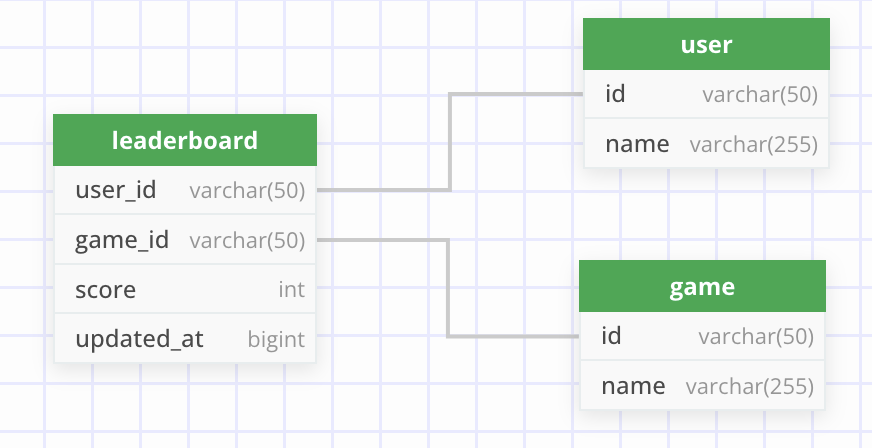 leaderboard
user_id varchar(50)
game_id varchar(50)
score int
updated_at bigint
user
id varchar(50)
name varchar(255)
game
id varchar(50)
name varchar(255)